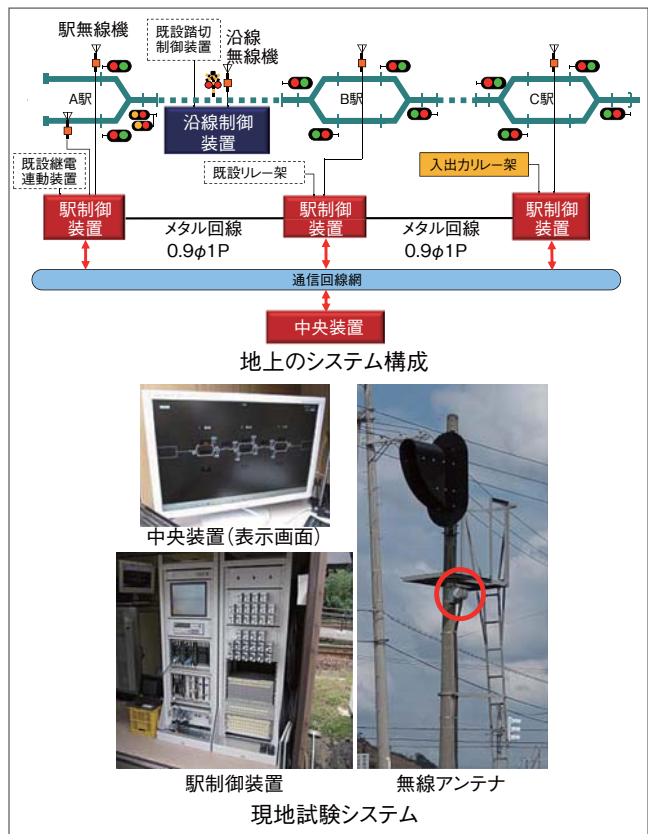 駅無線機
既設踏切
制御装置
沿線
無線機
A駅
B駅
C駅
沿線制御
装置
既設継電
連動装置
既設リレー架
入出力リレー架
駅制御
装置
メタル回線
0.9φ1P
駅制御
装置
メタル回線
0.9φ1P
駅制御
装置
通信回線網
中央装置
地上のシステム構成
中央装置(表示画面)
駅制御装置
無線アンテナ
現地試験システム